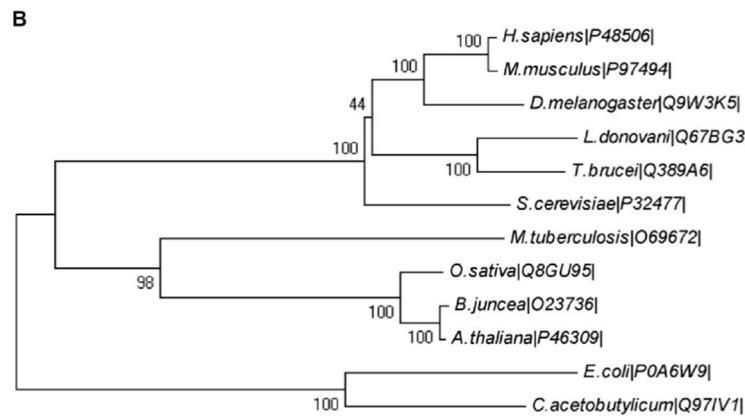 B
100
H.sapiens|P48506|
100
M.musculus|P97494|
44
D.melanogaster|Q9W3K5|
L.donovani|Q67BG3
100
100
T.brucei|Q389A6|
S.cerevisiae|P32477|
M.tuberculosis|O69672|
98
O.sativa|Q8GU95|
100
B.juncea|O23736|
100
A.thaliana|P46309|
E.coli|P0A6W9|
100
C.acetobutylicum|Q97IV1|